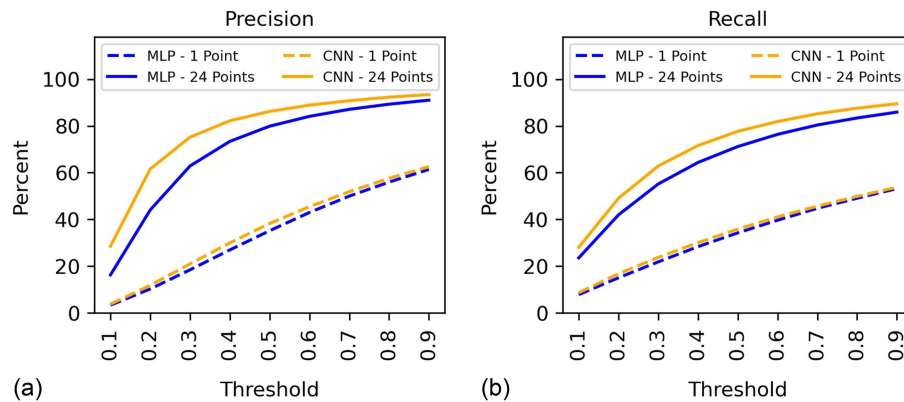 Precision
MLP - 1 Point
CNN - 1 Point
MLP - 24 Points
CNN - 24 Points
100
80
60
40
20
0
Percent
0.1
0.2
0.3
0.4
0.5
0.6
0.7
0.8
0.9
(a)
Threshold
Recall
MLP - 1 Point
CNN - 1 Point
MLP - 24 Points
CNN - 24 Points
100
80
60
40
20
0
Percent
0.1
0.2
0.3
0.4
0.5
0.6
0.7
0.8
0.9
(b)
Threshold